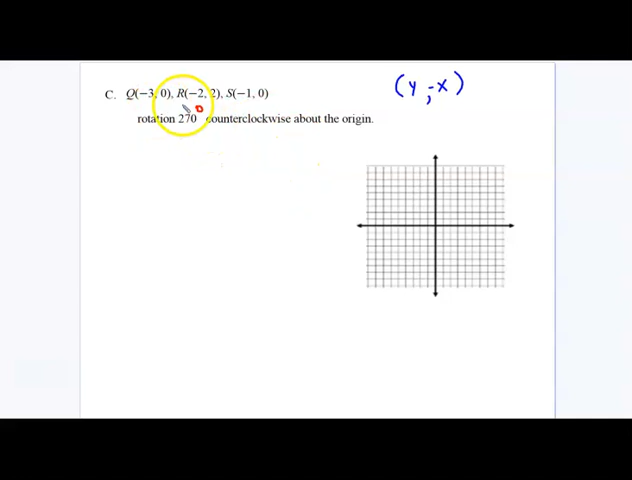 C. Q(−3, 0), R(−2, 2), S(−1, 0)
(y, -x)
rotation 270° counterclockwise about the origin.